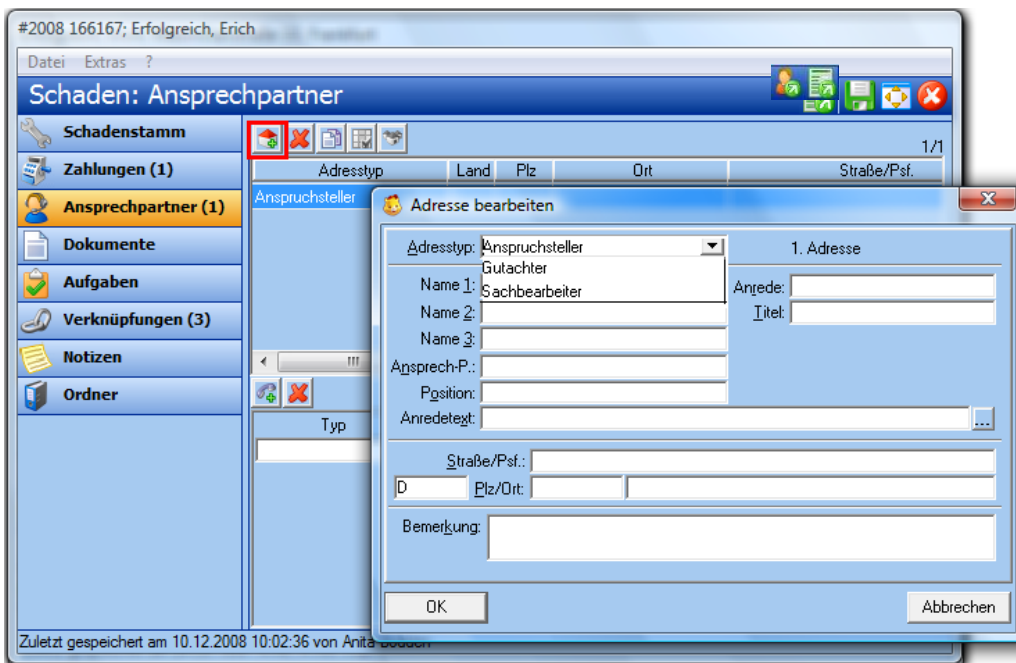 #2008 166167; Erfolgreich, Erich
Datei Extras ?
Schaden: Ansprechpartner
Schadenstamm
Zahlungen (1)
Ansprechpartner (1)
Dokumente
Aufgaben
Verknüpfungen (3)
Notizen
Ordner
1/1
Adresstyp Land Plz Ort Straße/Psf.
Anspruchsteller
Typ
Adresse bearbeiten
Adresstyp: Anspruchsteller 1. Adresse
Gutachter
Sachbearbeiter
Name 1: Anrede:
Name 2: Titel:
Name 3:
Ansprech-P.:
Position:
Anredetext: ...
Straße/Psf.:
D Plz/Ort:
Bemerkung:
OK Abbrechen
Zuletzt gespeichert am 10.12.2008 10:02:36 von Anita